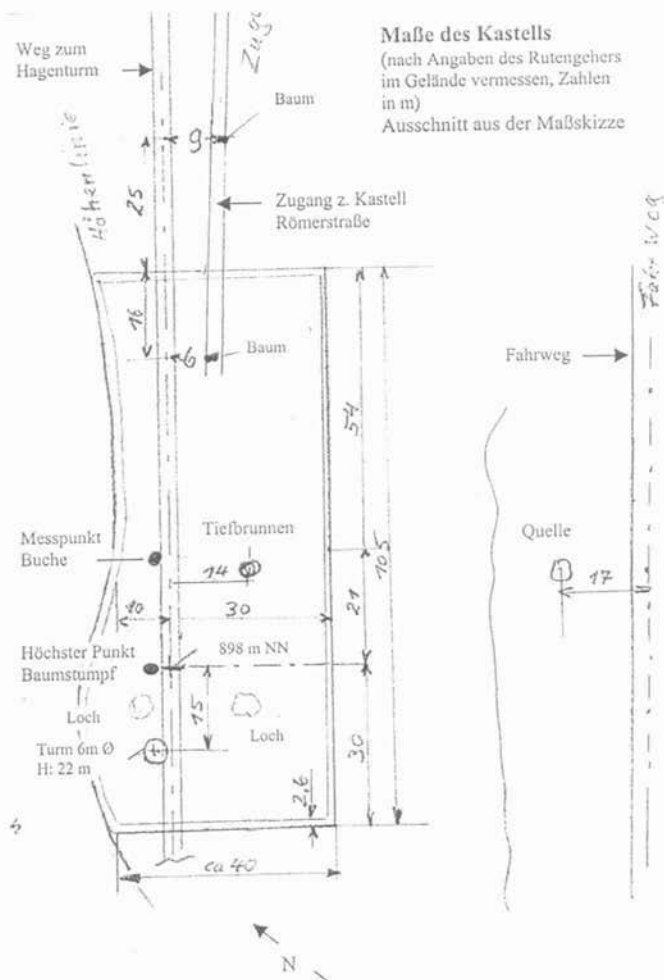 Maße des Kastells
(nach Angaben des Rutengehers
im Gelände vermessen, Zahlen
in m)
Ausschnitt aus der Maßskizze
Weg zum
Hagenturm
Baum
9
25
Höhenlinie
Zugang z. Kastell
Römerstraße
16
6
Baum
Fahrweg
Fahrweg
54
105
Messpunkt
Buche
Tiefbrunnen
14
Quelle
17
10
30
21
Höchster Punkt
Baumstumpf
898 m NN
Loch
15
Loch
Turm 6m Ø
H: 22 m
30
2,6
ca 40
N